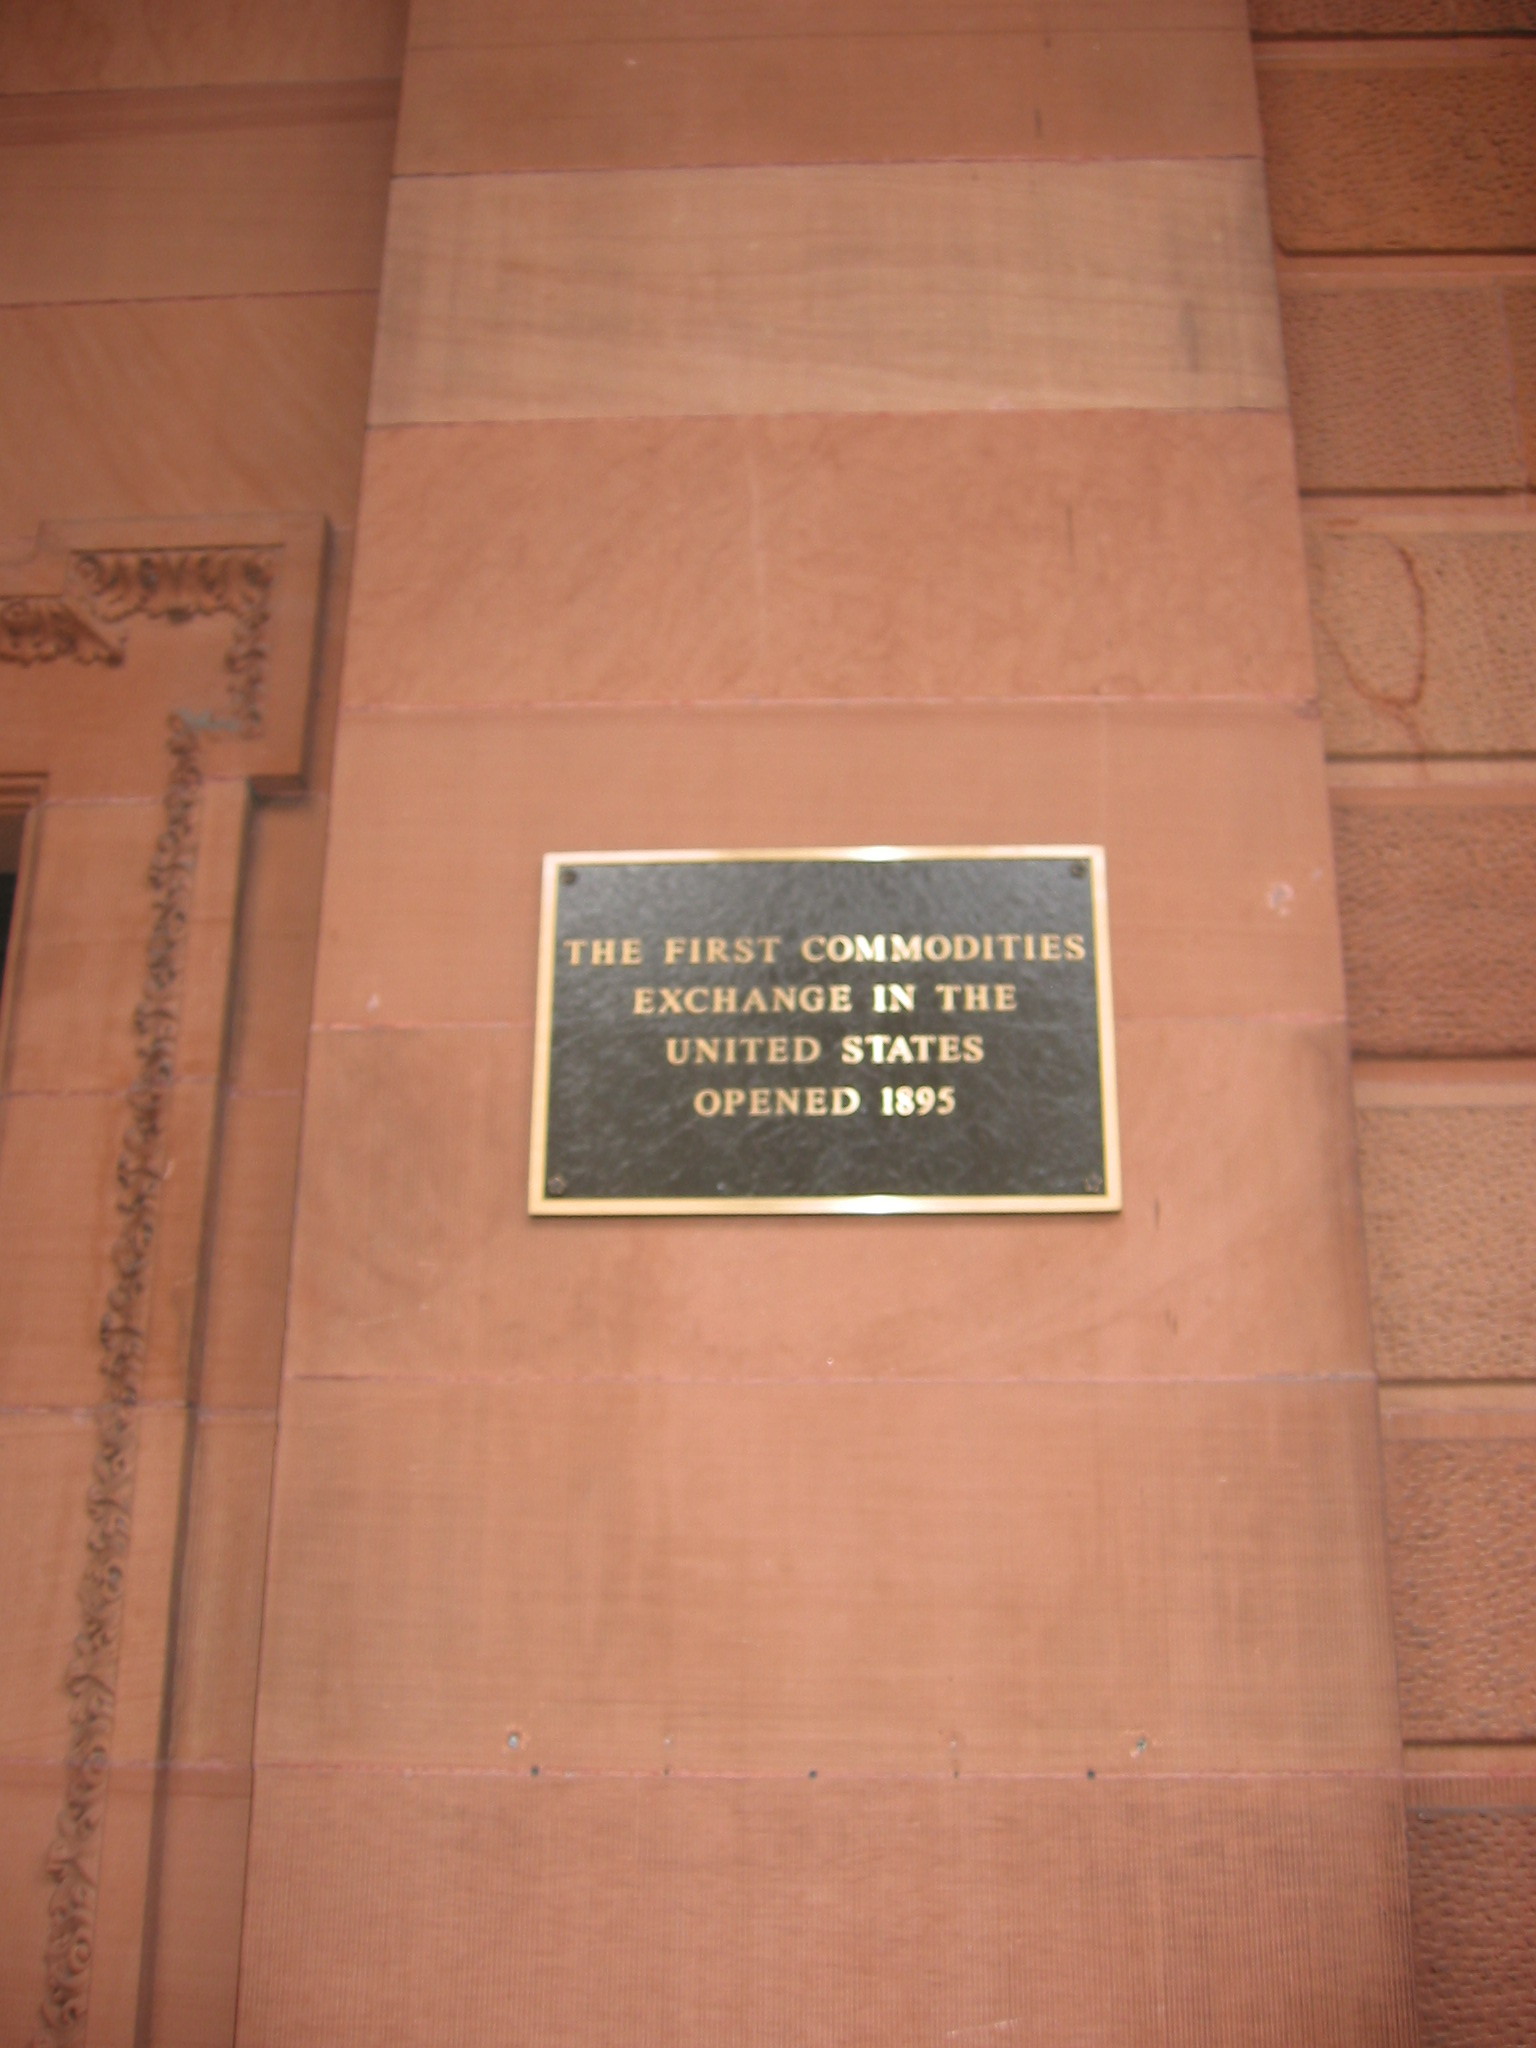 THE FIRST COMMODITIES
EXCHANGE IN THE
UNITED STATES
OPENED 1895